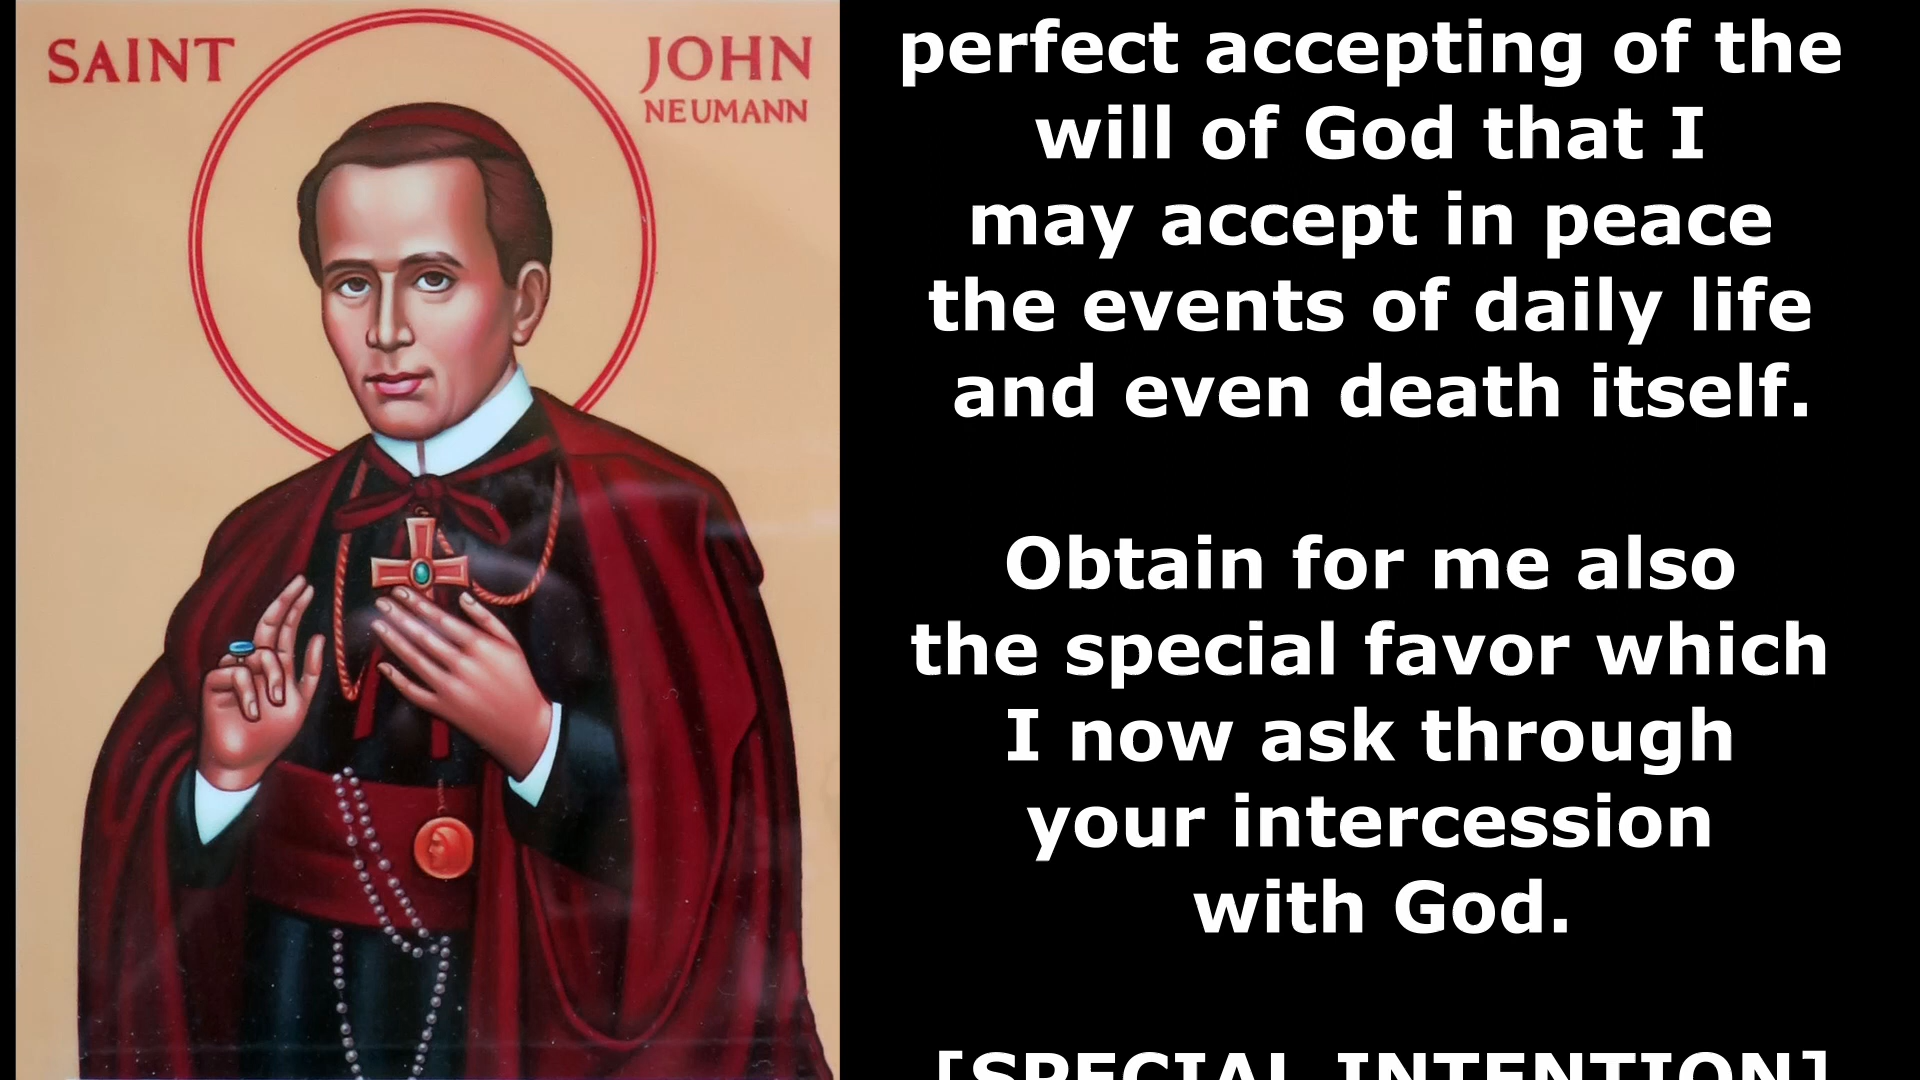 SAINT JOHN
NEUMANN
perfect accepting of the
will of God that I
may accept in peace
the events of daily life
and even death itself.
Obtain for me also
the special favor which
I now ask through
your intercession
with God.
[SPECIAL INTENTION]